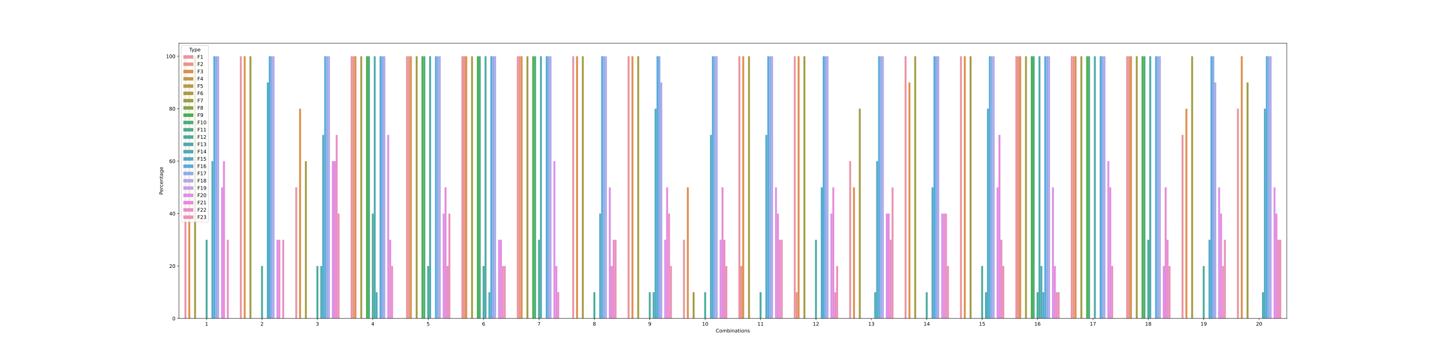 Type
F1
F2
F3
F4
F5
F6
F7
F8
F9
F10
F11
F12
F13
F14
F15
F16
F17
F18
F19
F20
F21
F22
F23
100
80
60
40
20
0
Percentage
1 2 3 4 5 6 7 8 9 10 11 12 13 14 15 16 17 18 19 20
Combinations